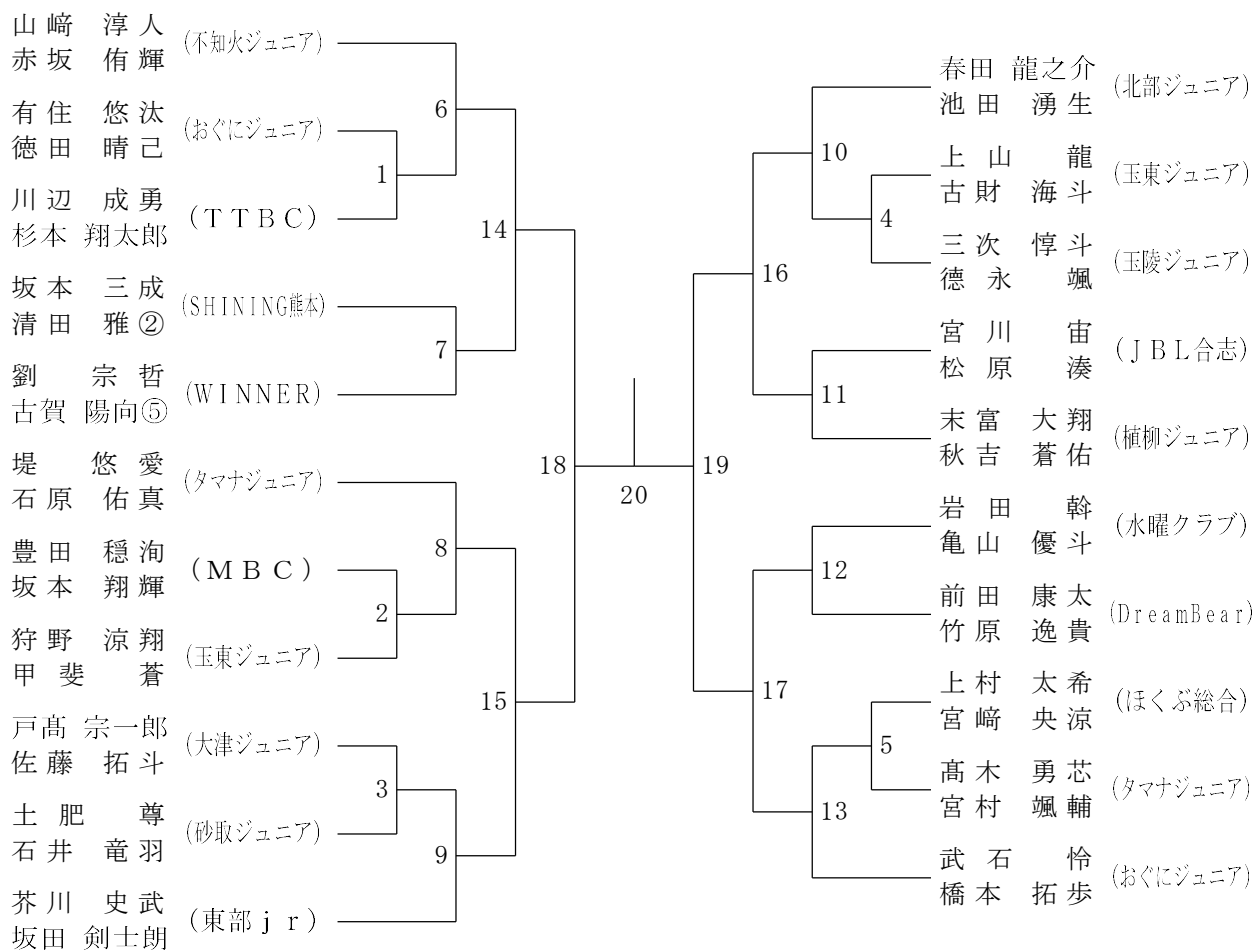 山﨑 淳人
赤坂 侑輝
(不知火ジュニア)
有住 悠汰
徳田 晴己
(おぐにジュニア)
川辺 成勇
杉本 翔太郎
(TTBC)
坂本 三成
清田 雅②
(SHINING熊本)
劉 宗哲
古賀 陽向⑤
(WINNER)
堤 悠愛
石原 佑真
(タマナジュニア)
豊田 穏洵
坂本 翔輝
(MBC)
狩野 涼翔
甲斐 蒼
(玉東ジュニア)
戸髙 宗一郎
佐藤 拓斗
(大津ジュニア)
土肥 尊
石井 竜羽
(砂取ジュニア)
芥川 史武
坂田 剣士朗
(東部jr)
1
2
3
6
7
8
9
14
15
18
20
19
16
17
10
11
12
13
4
5
春田 龍之介
池田 湧生
(北部ジュニア)
上山 龍
古財 海斗
(玉東ジュニア)
三次 惇斗
德永 颯
(玉陵ジュニア)
宮川 宙
松原 湊
(JBL合志)
末富 大翔
秋吉 蒼佑
(植柳ジュニア)
岩田 斡
亀山 優斗
(水曜クラブ)
前田 康太
竹原 逸貴
(DreamBear)
上村 太希
宮﨑 央涼
(ほくぶ総合)
髙木 勇芯
宮村 颯輔
(タマナジュニア)
武石 怜
橋本 拓歩
(おぐにジュニア)